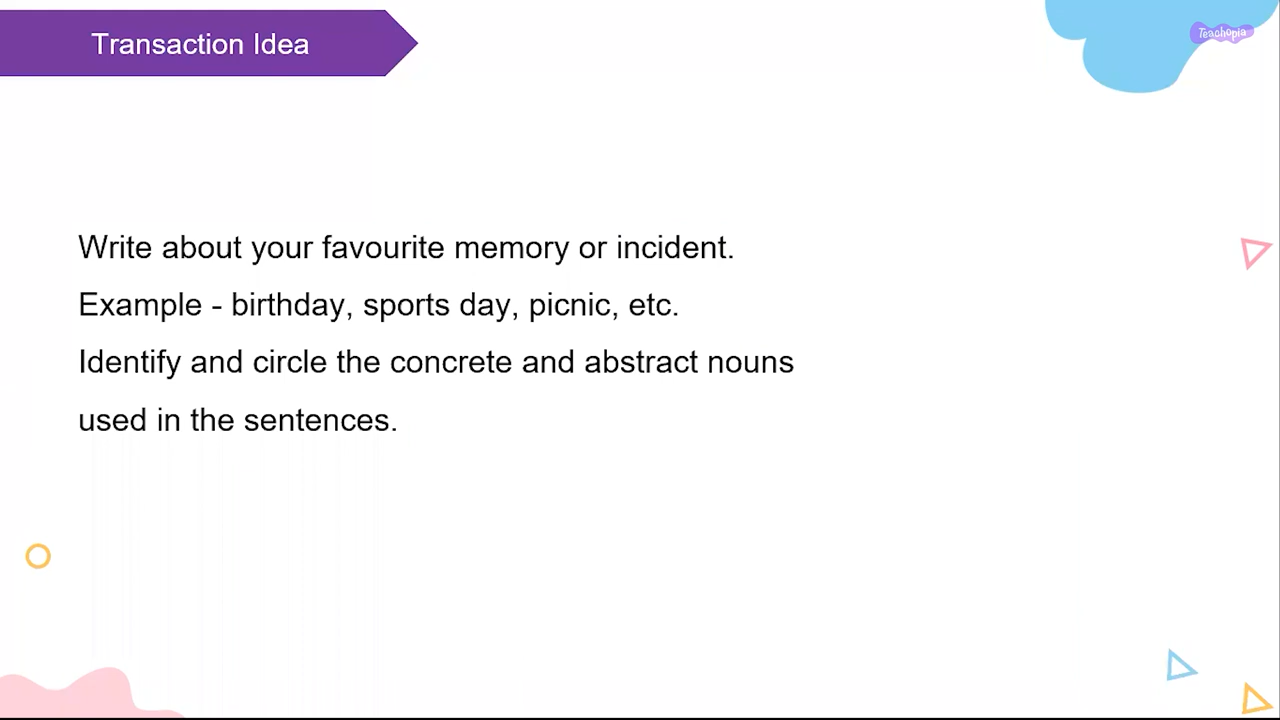 Transaction Idea
Teachopia
Write about your favourite memory or incident.
Example - birthday, sports day, picnic, etc.
Identify and circle the concrete and abstract nouns
used in the sentences.